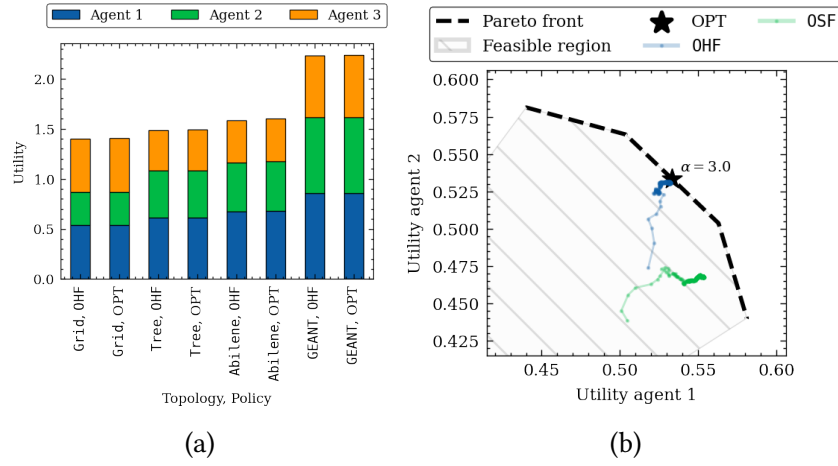 Agent 1 Agent 2 Agent 3
Utility
2.0
1.5
1.0
0.5
0.0
Grid, OHF
Grid, OPT
Tree, OHF
Tree, OPT
Abilene, OHF
Abilene, OPT
GEANT, OHF
GEANT, OPT
Topology, Policy
(a)
Pareto front OPT OSF
Feasible region OHF
Utility agent 2
0.600
0.575
0.550
0.525
0.500
0.475
0.450
0.425
α = 3.0
0.45 0.50 0.55 0.60
Utility agent 1
(b)